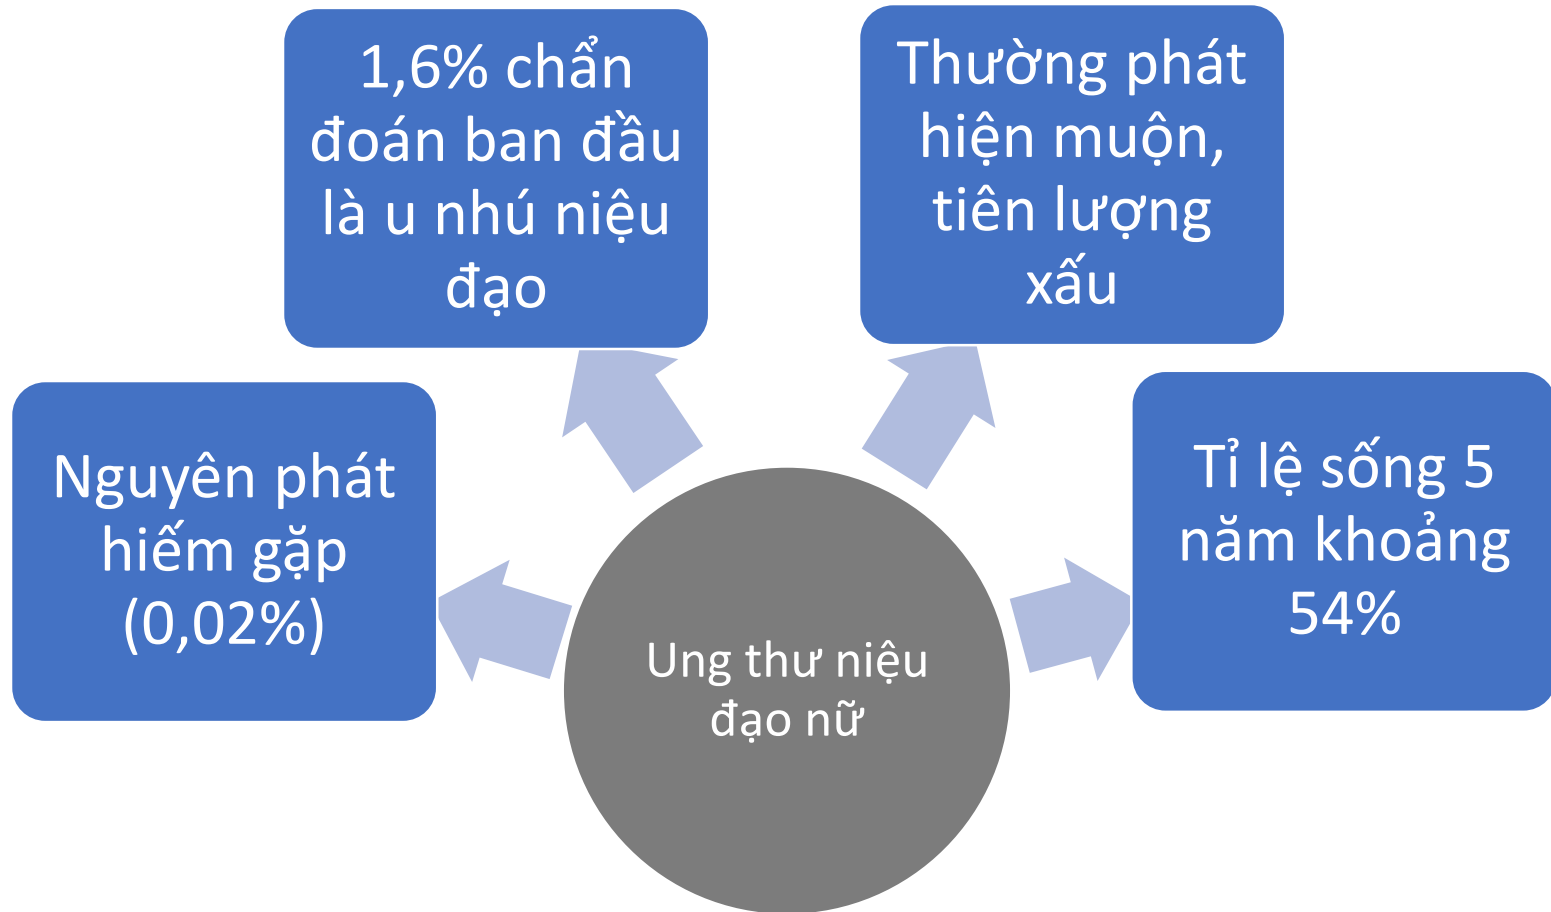 1,6% chẩn
đoán ban đầu
là u nhú niệu
đạo
Thường phát
hiện muộn,
tiên lượng
xấu
Nguyên phát
hiếm gặp
(0,02%)
Tỉ lệ sống 5
năm khoảng
54%
Ung thư niệu
đạo nữ